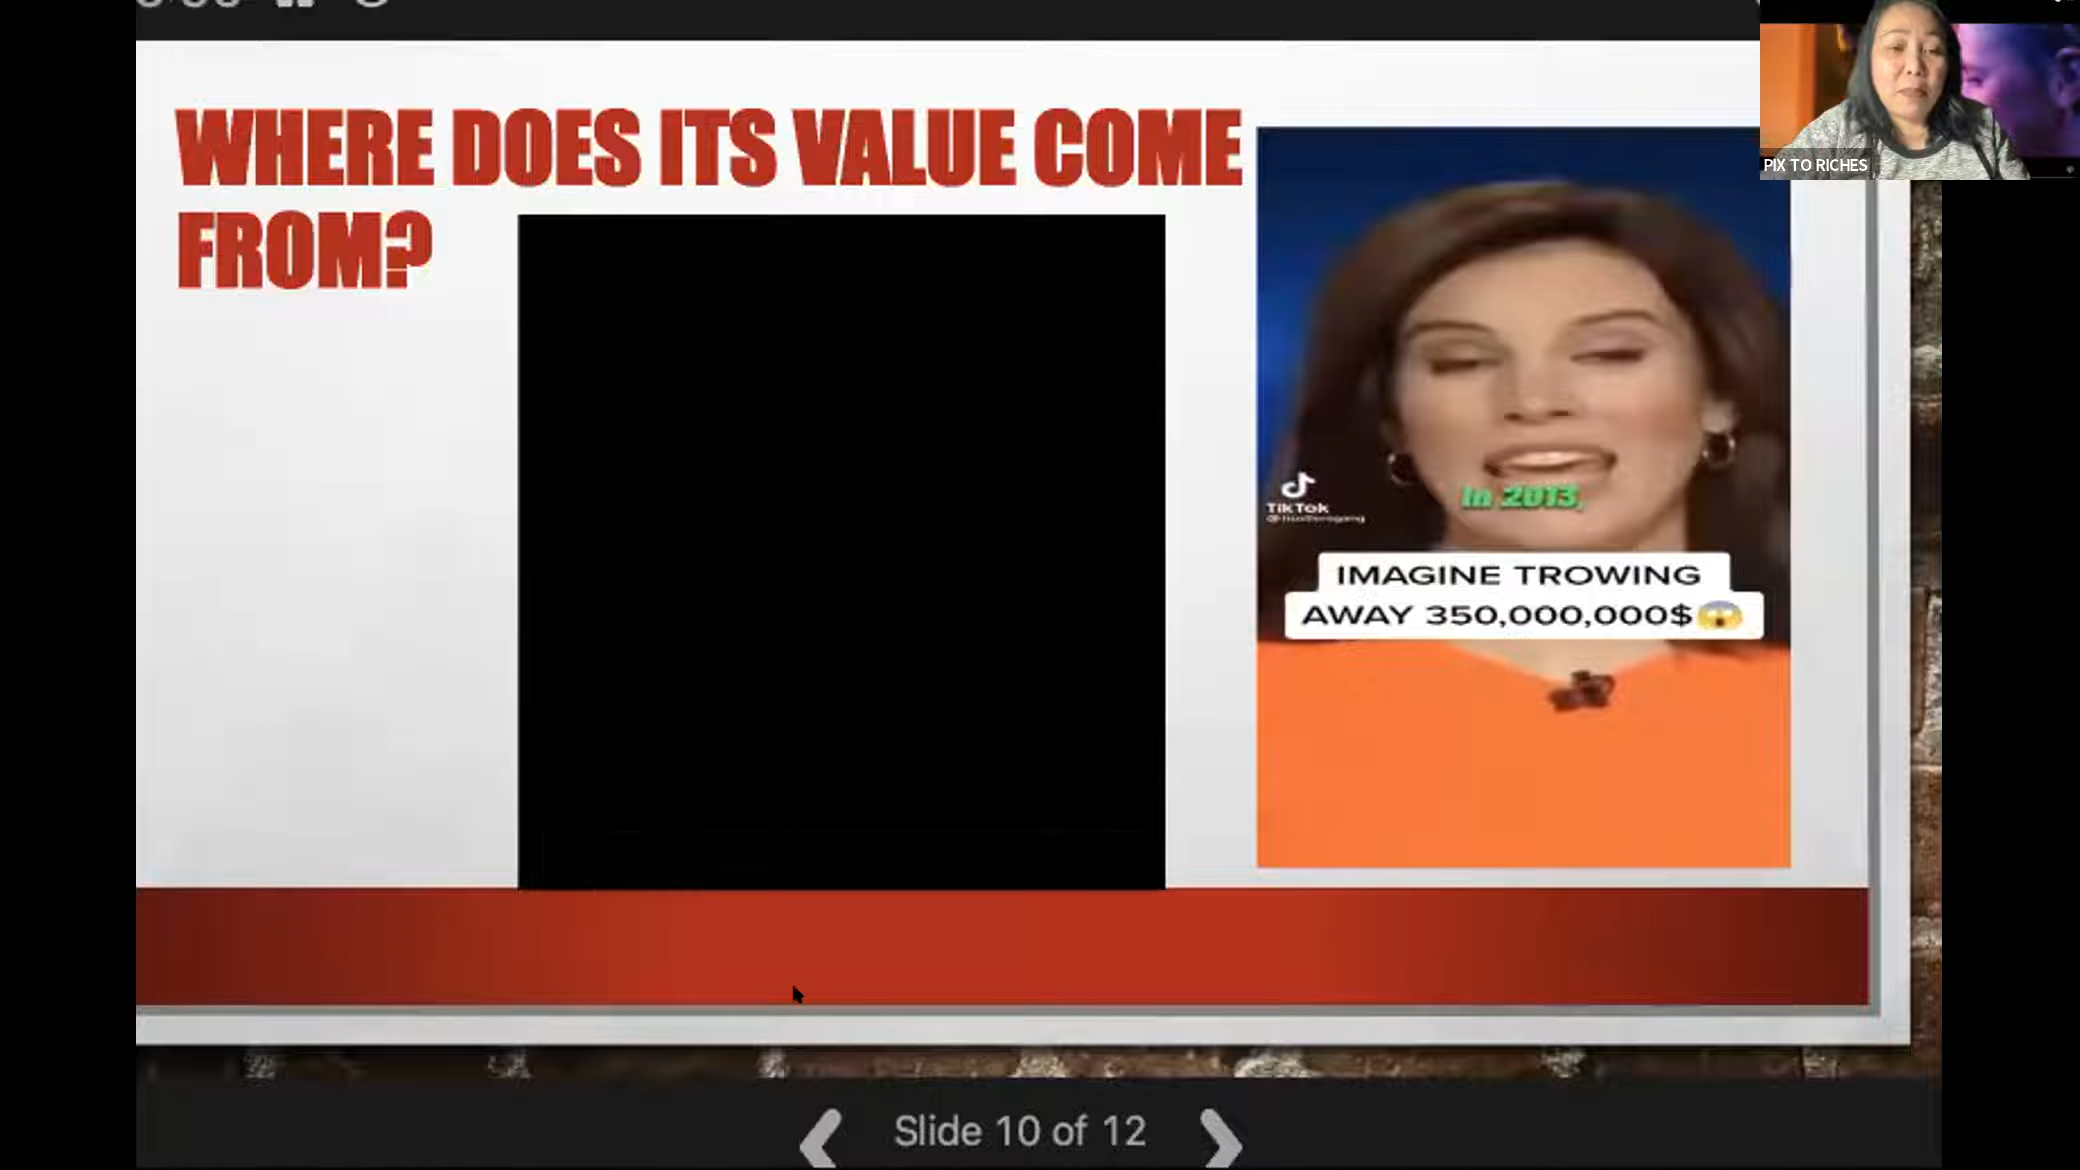 PIX TO RICHES
WHERE DOES ITS VALUE COME
FROM?
In 2013,
TikTok
IMAGINE TROWING
AWAY 350,000,000$😱
Slide 10 of 12